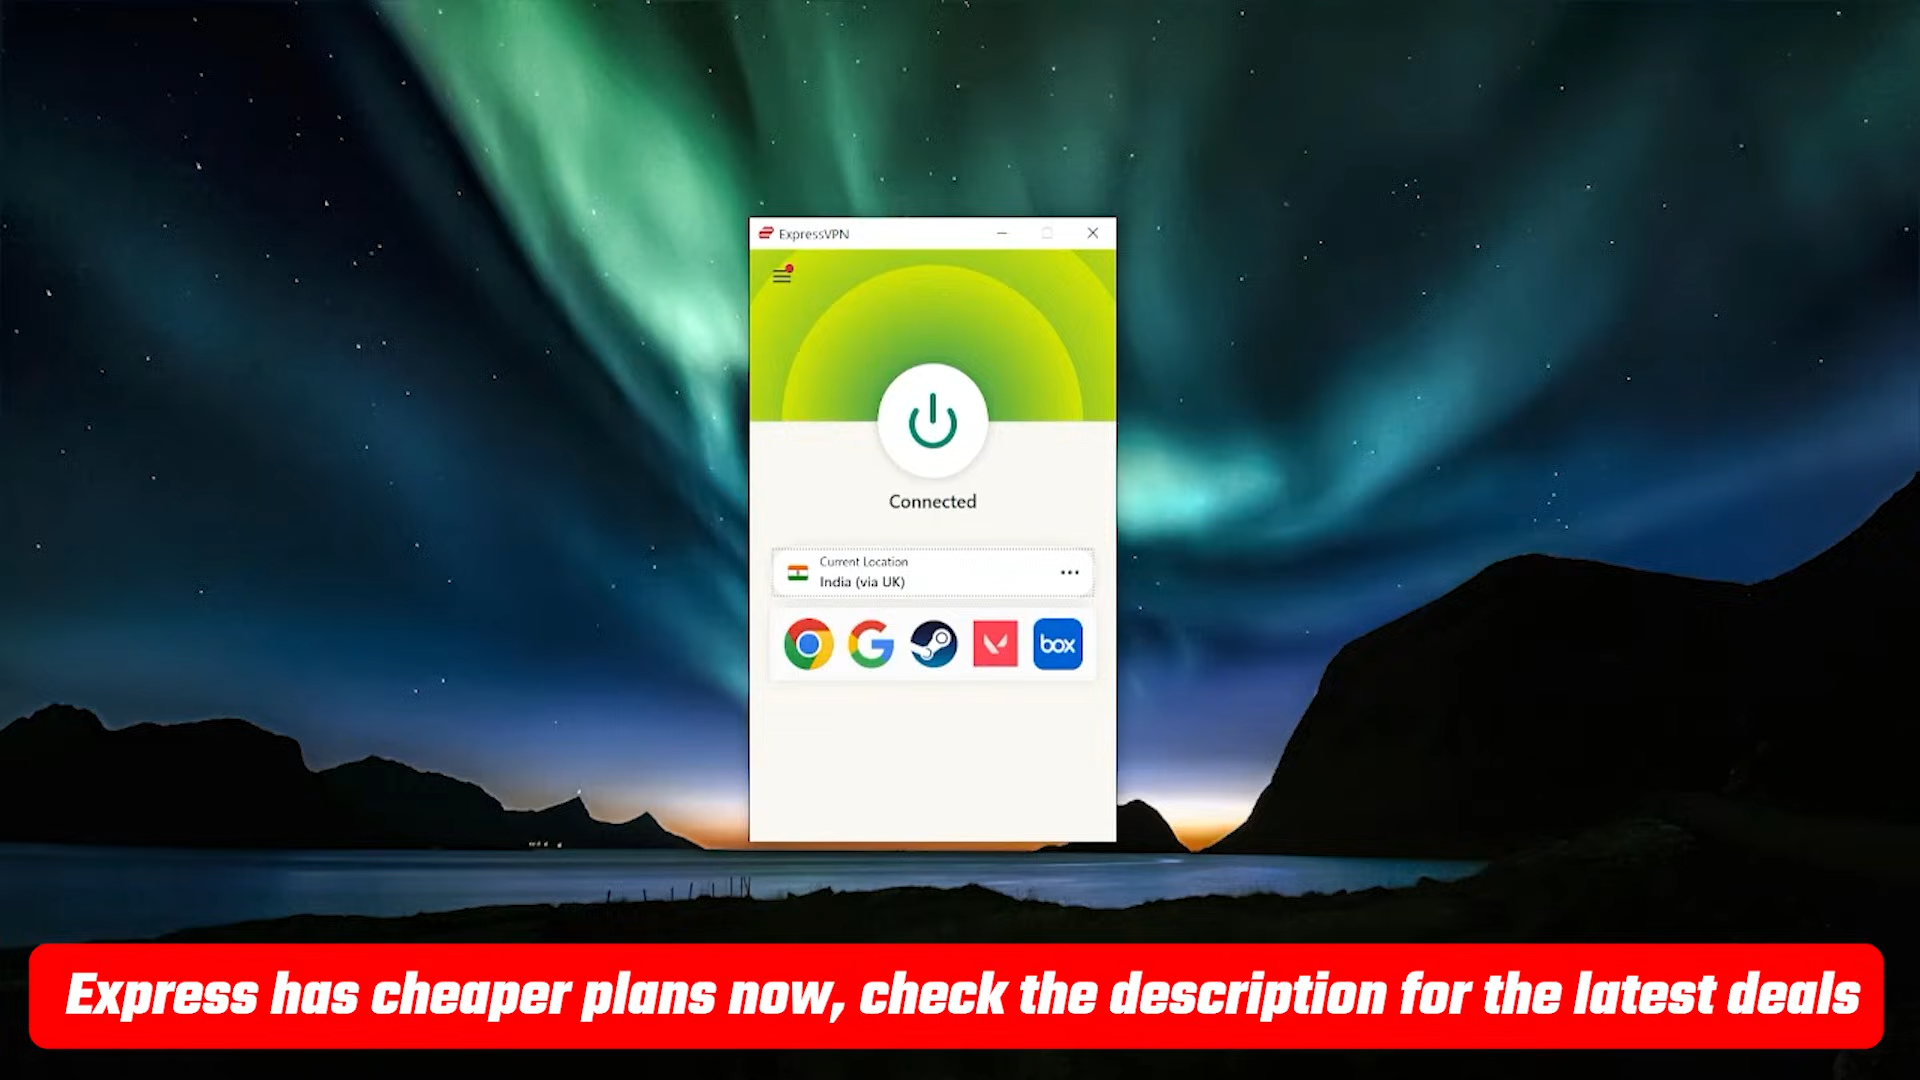 ExpressVPN
Connected
Current Location
India (via UK)
box
Express has cheaper plans now, check the description for the latest deals